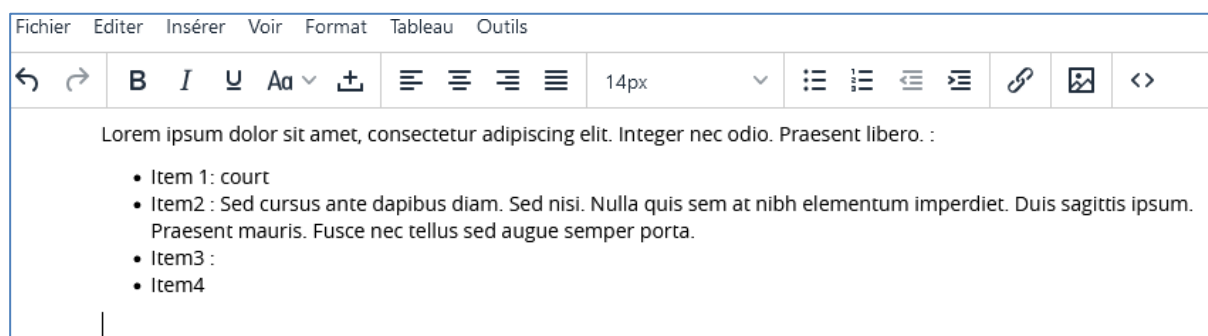 Fichier Editer Insérer Voir Format Tableau Outils
B I U Aa 14px
Lorem ipsum dolor sit amet, consectetur adipiscing elit. Integer nec odio. Praesent libero. :
• Item 1: court
• Item2 : Sed cursus ante dapibus diam. Sed nisi. Nulla quis sem at nibh elementum imperdiet. Duis sagittis ipsum.
Praesent mauris. Fusce nec tellus sed augue semper porta.
• Item3 :
• Item4